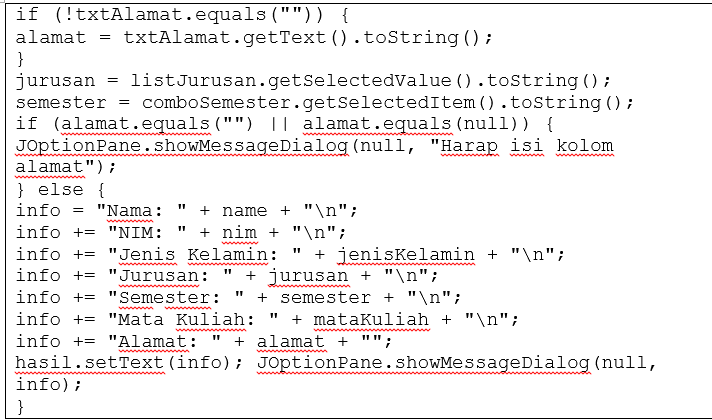 if (!txtAlamat.equals("")) {
alamat = txtAlamat.getText().toString();
}
jurusan = listJurusan.getSelectedValue().toString();
semester = comboSemester.getSelectedItem().toString();
if (alamat.equals("") || alamat.equals(null)) {
JOptionPane.showMessageDialog(null, "Harap isi kolom
alamat");
} else {
info = "Nama: " + name + "\n";
info += "NIM: " + nim + "\n";
info += "Jenis Kelamin: " + jenisKelamin + "\n";
info += "Jurusan: " + jurusan + "\n";
info += "Semester: " + semester + "\n";
info += "Mata Kuliah: " + mataKuliah + "\n";
info += "Alamat: " + alamat + "";
hasil.setText(info); JOptionPane.showMessageDialog(null,
info);
}